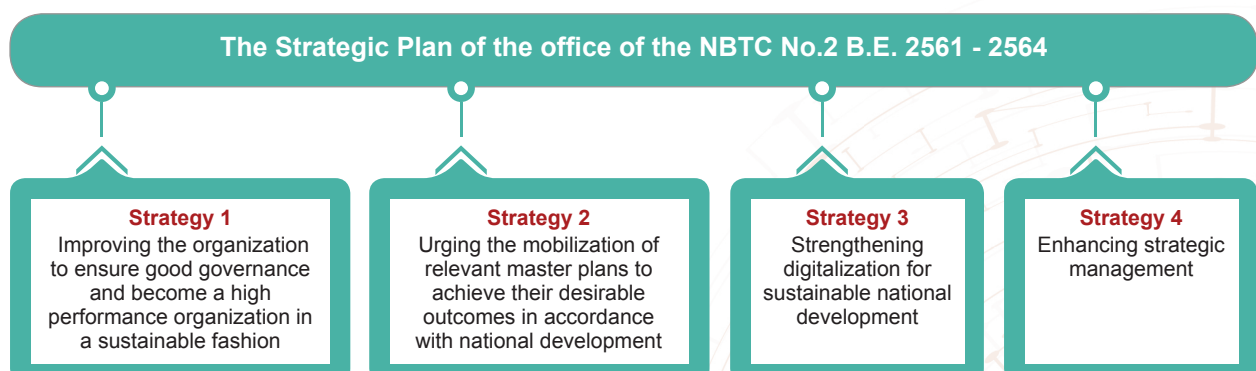 The Strategic Plan of the office of the NBTC No.2 B.E. 2561 - 2564
Strategy 1
Improving the organization
to ensure good governance
and become a high
performance organization in
a sustainable fashion
Strategy 2
Urging the mobilization of
relevant master plans to
achieve their desirable
outcomes in accordance
with national development
Strategy 3
Strengthening
digitalization for
sustainable national
development
Strategy 4
Enhancing strategic
management